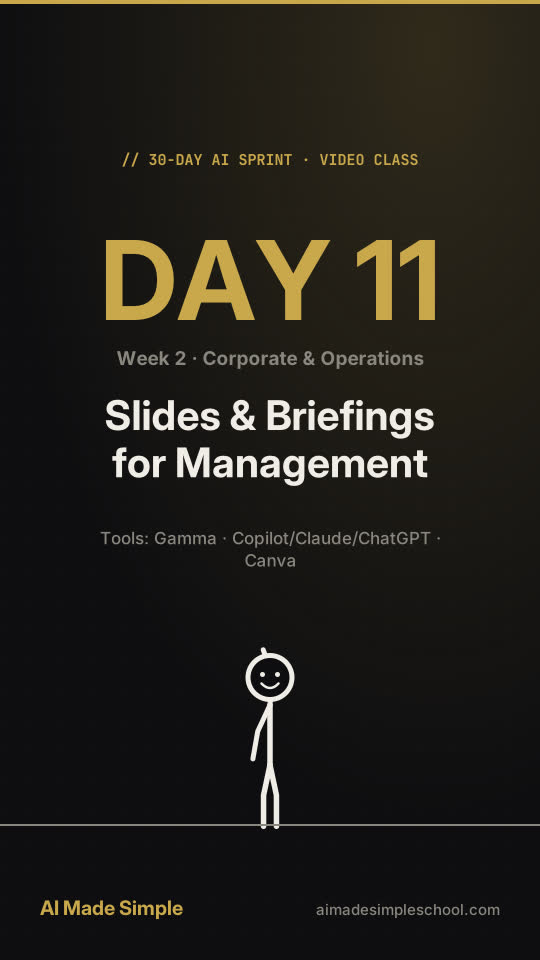 // 30-DAY AI SPRINT · VIDEO CLASS
DAY 11
Week 2 · Corporate & Operations
Slides & Briefings
for Management
Tools: Gamma · Copilot/Claude/ChatGPT ·
Canva
AI Made Simple
aimadesimpleschool.com